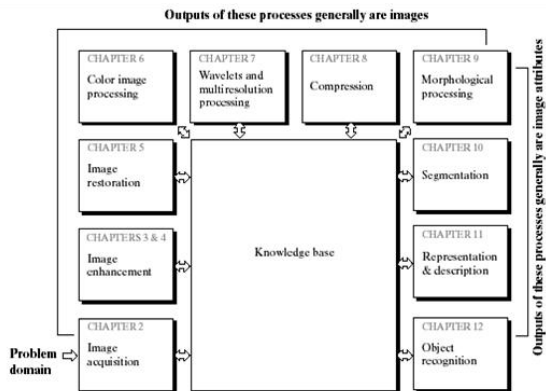 Outputs of these processes generally are images
CHAPTER 6
Color image
processing
CHAPTER 7
Wavelets and
multiresolution
processing
CHAPTER 8
Compression
CHAPTER 9
Morphological
processing
CHAPTER 5
Image
restoration
CHAPTER 10
Segmentation
CHAPTERS 3 & 4
Image
enhancement
Knowledge base
CHAPTER 11
Representation
& description
Problem
domain
CHAPTER 2
Image
acquisition
CHAPTER 12
Object
recognition
Outputs of these processes generally are image attributes